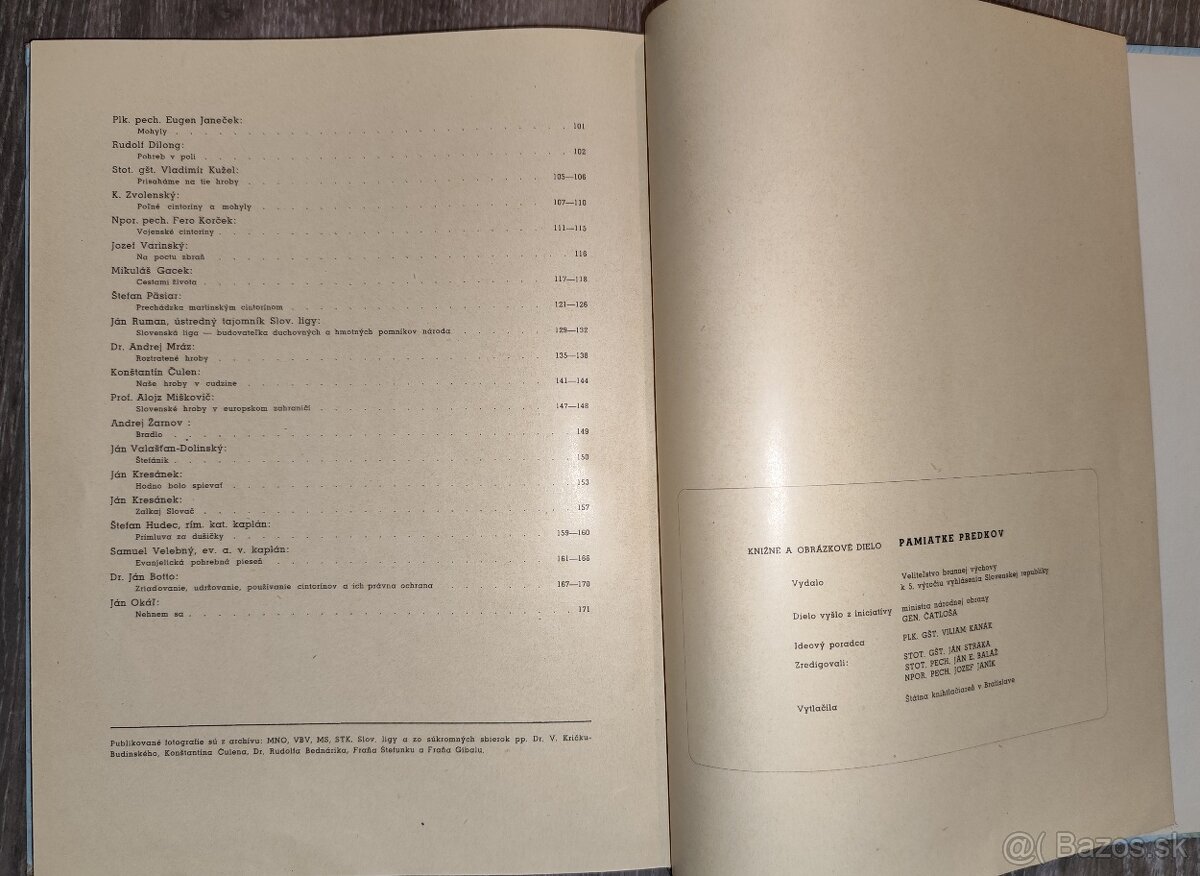 Plk. pech. Eugen Janeček:
Mohyly . . . . . . . . . . 101
Rudolf Dilong:
Pohreb v poli . . . . . . . . . . 102
Stot. gšt. Vladimír Kužel:
Prisaháme na tie hroby . . . . . . . . . . 105—106
K. Zvolenský:
Poľné cintoríny a mohyly . . . . . . . . . . 107—110
Npor. pech. Fero Korček:
Vojenské cintoríny . . . . . . . . . . 111—115
Jozef Varínský:
Na poctu zbraň . . . . . . . . . . 116
Mikuláš Gacek:
Cestami života . . . . . . . . . . 117—118
Štefan Päsiar:
Prechádzka martinským cintorínom . . . . . . . . . . 121—126
Ján Ruman, ústredný tajomník Slov. ligy:
Slovenská liga — budovateľka duchovných a hmotných pomníkov národa . . . . . . . . . . 129—132
Dr. Andrej Mráz:
Roztratené hroby . . . . . . . . . . 135—138
Konštantín Čulen:
Naše hroby v cudzine . . . . . . . . . . 141—144
Prof. Alojz Miškovič:
Slovenské hroby v europskom zahraničí . . . . . . . . . . 147—148
Andrej Žarnov :
Bradlo . . . . . . . . . . 149
Ján Valašťan-Dolinský:
Štefánik . . . . . . . . . . 150
Ján Kresánek:
Hodno bolo spievať . . . . . . . . . . 153
Ján Kresánek:
Zalkaj Slovač . . . . . . . . . . 157
Štefan Hudec, rím. kat. kaplán:
Prímluva za dušičky . . . . . . . . . . 159—160
Samuel Velebný, ev. a. v. kaplán:
Evanjelická pohrebná pieseň . . . . . . . . . . 161—166
Dr. Ján Botto:
Zriaďovanie, udržovanie, používanie cintorínov a ich právna ochrana . . . . . . . . . . 167—170
Ján Okáľ:
Nehnem sa . . . . . . . . . . 171
Publikované fotografie sú z archívu: MNO, VBV, MS, STK, Slov. ligy a zo súkromných sbierok pp. Dr. V. Kričku-
Budinského, Konštantína Čulena, Dr. Rudolfa Bednárika, Fraňa Štefunku a Fraňa Gibalu.
KNIŽNÉ A OBRÁZKOVÉ DIELO PAMIATKE PREDKOV
Vydalo Veliteľstvo brannej výchovy
k 5. výročiu vyhlásenia Slovenskej republiky
Dielo vyšlo z iniciatívy ministra národnej obrany
GEN. ČATLOŠA
Ideový poradca PLK. GŠT. VILIAM KANÁK
Zredigovali: STOT. GŠT. JÁN STRAKA
STOT. PECH. JÁN E. BALÁŽ
NPOR. PECH. JOZEF JANÍK
Vytlačila Štátna kníhtlačiareň v Bratislave
@( Bazos.sk